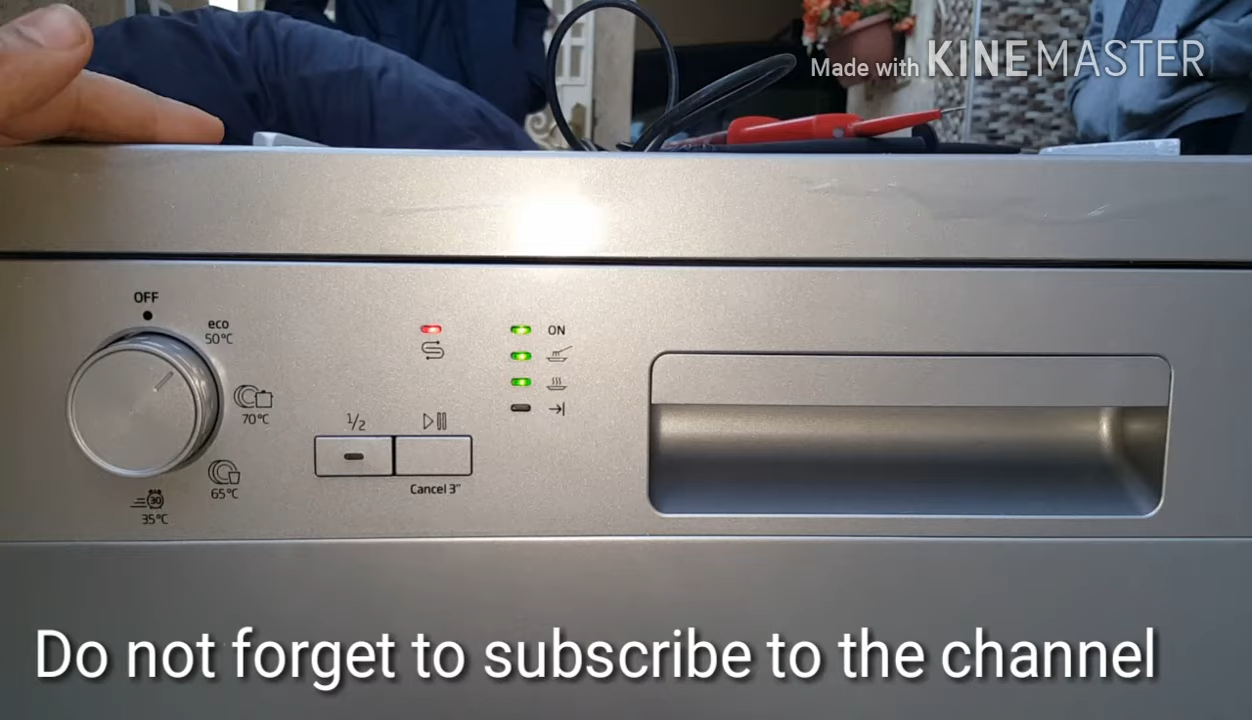 Made with KINEMASTER
OFF
eco
50°C
ON
70°C
1/2
65°C
Cancel 3"
30
35°C
Do not forget to subscribe to the channel